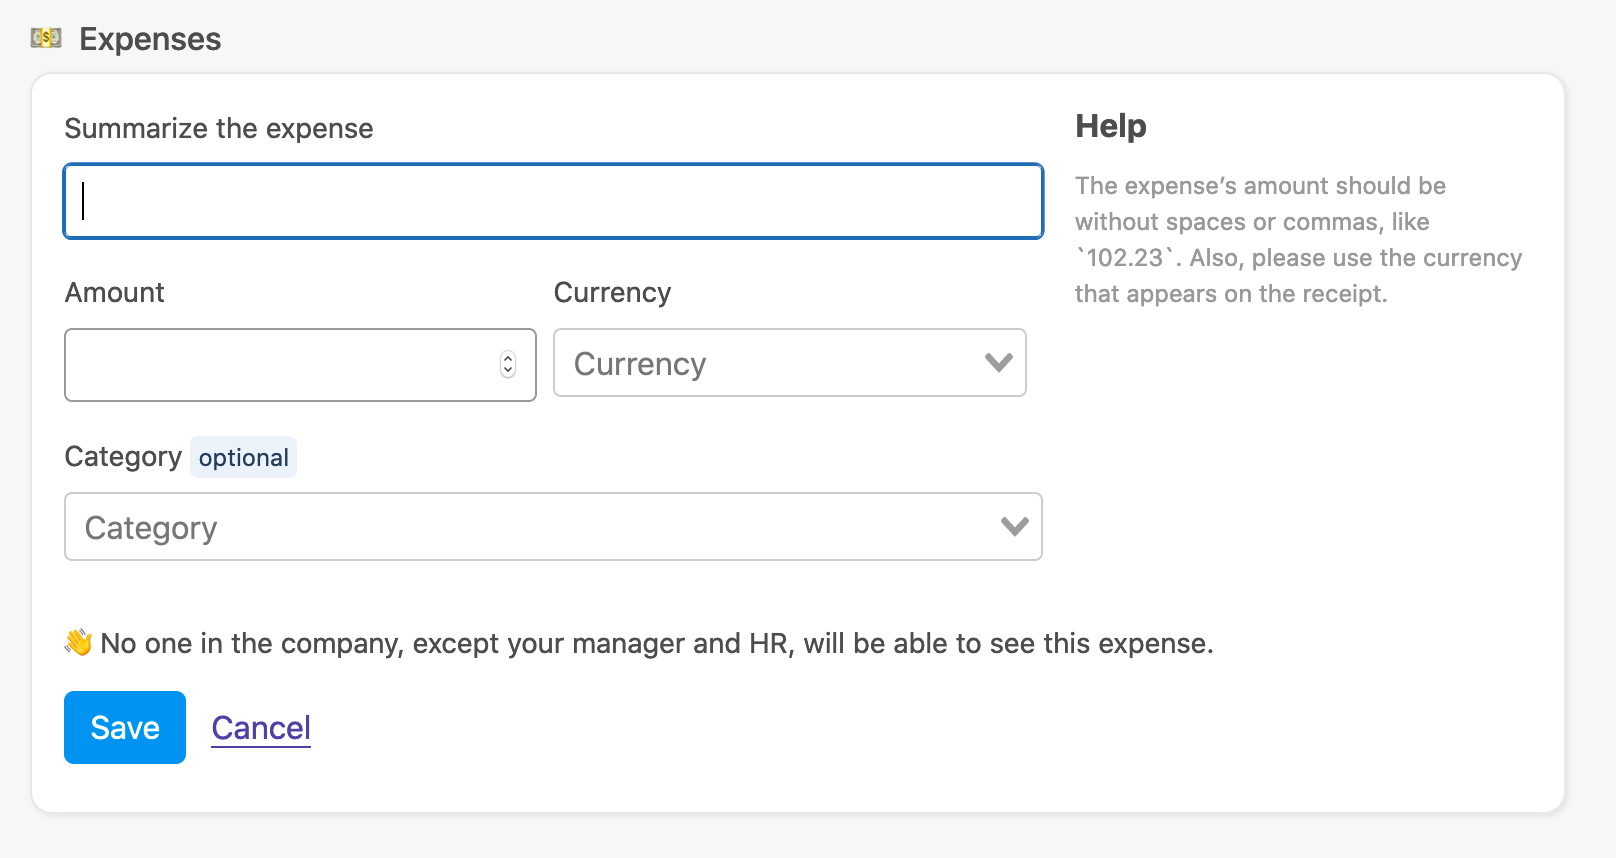 💵 Expenses
Summarize the expense
Amount
Currency
Currency
Category optional
Category
👋 No one in the company, except your manager and HR, will be able to see this expense.
Save Cancel
Help
The expense’s amount should be
without spaces or commas, like
`102.23`. Also, please use the currency
that appears on the receipt.